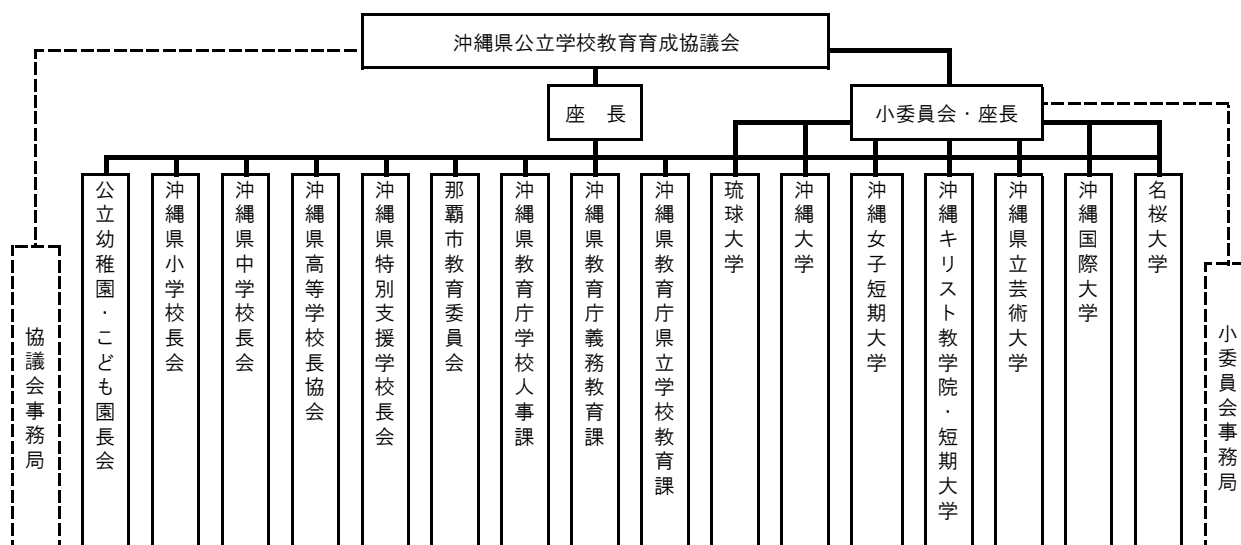 沖縄県公立学校教育育成協議会
座　長
小委員会・座長
協議会事務局
公立幼稚園・こども園長会
沖縄県小学校長会
沖縄県中学校長会
沖縄県高等学校長協会
沖縄県特別支援学校長会
那覇市教育委員会
沖縄県教育庁学校人事課
沖縄県教育庁義務教育課
沖縄県教育庁県立学校教育課
琉球大学
沖縄大学
沖縄女子短期大学
沖縄キリスト教学院・短期大学
沖縄県立芸術大学
沖縄国際大学
名桜大学
小委員会事務局